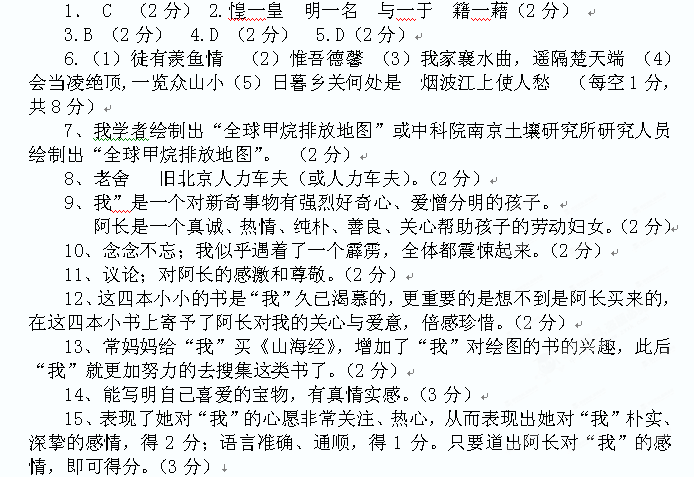 1． C （2 分） 2.惶一皇 明一名 与一于 籍一藉（2 分）
3.B （2 分） 4.D （2 分） 5.D（2 分）
6.（1）徒有羡鱼情 （2）惟吾德馨 （3）我家襄水曲，遥隔楚天端 （4）
会当凌绝顶,一览众山小（5）日暮乡关何处是 烟波江上使人愁 （每空 1 分，
共 8 分）
7、我学者绘制出“全球甲烷排放地图”或中科院南京土壤研究所研究人员
绘制出“全球甲烷排放地图”。 （2 分）
8、老舍 旧北京人力车夫（或人力车夫）。（2 分）
9、我”是一个对新奇事物有强烈好奇心、爱憎分明的孩子。
阿长是一个真诚、热情、纯朴、善良、关心帮助孩子的劳动妇女。（2 分）
10、念念不忘；我似乎遇着了一个霹雳，全体都震悚起来。（2 分）
11、议论；对阿长的感激和尊敬。（2 分）
12、这四本小小的书是“我”久已渴慕的，更重要的是想不到是阿长买来的，
在这四本小书上寄予了阿长对我的关心与爱意，倍感珍惜。（2 分）
13、常妈妈给“我”买《山海经》，增加了“我”对绘图的书的兴趣，此后
“我”就更加努力的去搜集这类书了。（2 分）
14、能写明自己喜爱的宝物，有真情实感。（3 分）
15、表现了她对“我”的心愿非常关注、热心，从而表现出她对“我”朴实、
深挚的感情，得 2 分；语言准确、通顺，得 1 分。只要道出阿长对“我”的感
情，即可得分。（3 分）